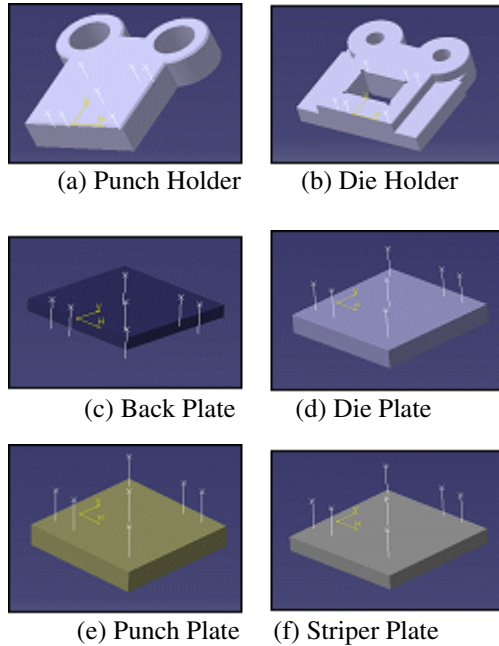 (a) Punch Holder (b) Die Holder
(c) Back Plate (d) Die Plate
(e) Punch Plate (f) Striper Plate